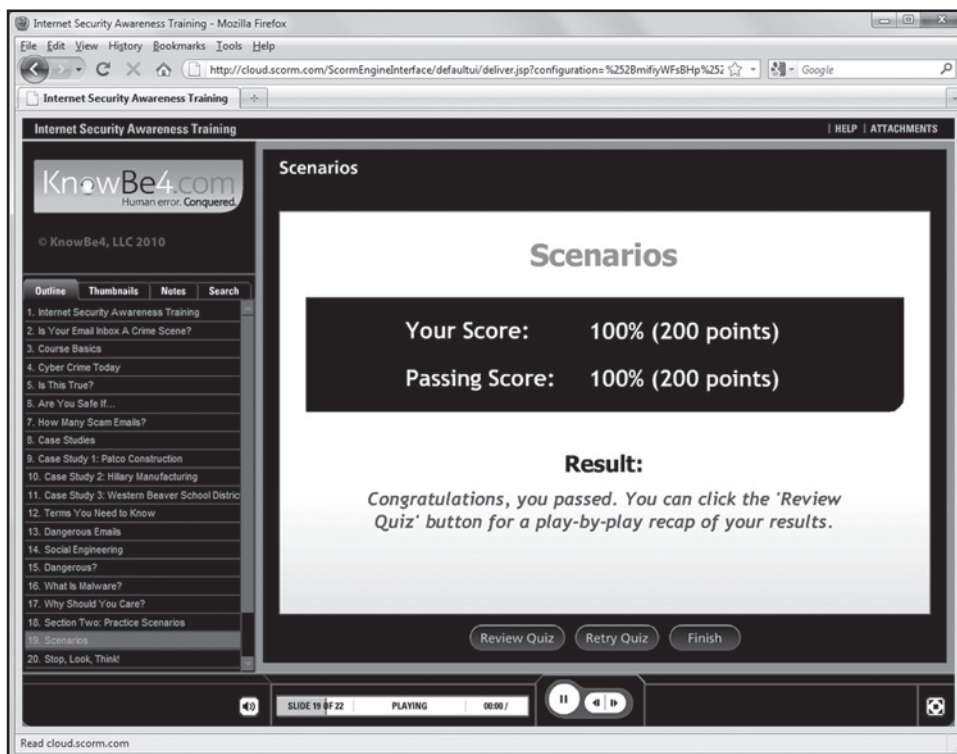 Internet Security Awareness Training - Mozilla Firefox
File Edit View History Bookmarks Tools Help
http://cloud.scorm.com/ScormEngineInterface/defaultui/deliver.jsp?configuration=%252BmifiyWFsBHp%252
Google
Internet Security Awareness Training
Internet Security Awareness Training
| HELP | ATTACHMENTS
KnowBe4.com
Human error. Conquered.
© KnowBe4, LLC 2010
Outline Thumbnails Notes Search
1. Internet Security Awareness Training
2. Is Your Email Inbox A Crime Scene?
3. Course Basics
4. Cyber Crime Today
5. Is This True?
6. Are You Safe If...
7. How Many Scam Emails?
8. Case Studies
9. Case Study 1: Patco Construction
10. Case Study 2: Hillary Manufacturing
11. Case Study 3: Western Beaver School Distric
12. Terms You Need to Know
13. Dangerous Emails
14. Social Engineering
15. Dangerous?
16. What Is Malware?
17. Why Should You Care?
18. Section Two: Practice Scenarios
19. Scenarios
20. Stop, Look, Think!
Scenarios
Scenarios
Your Score: 100% (200 points)
Passing Score: 100% (200 points)
Result:
Congratulations, you passed. You can click the 'Review
Quiz' button for a play-by-play recap of your results.
Review Quiz Retry Quiz Finish
SLIDE 19 OF 22 PLAYING 00:00 /
Read cloud.scorm.com